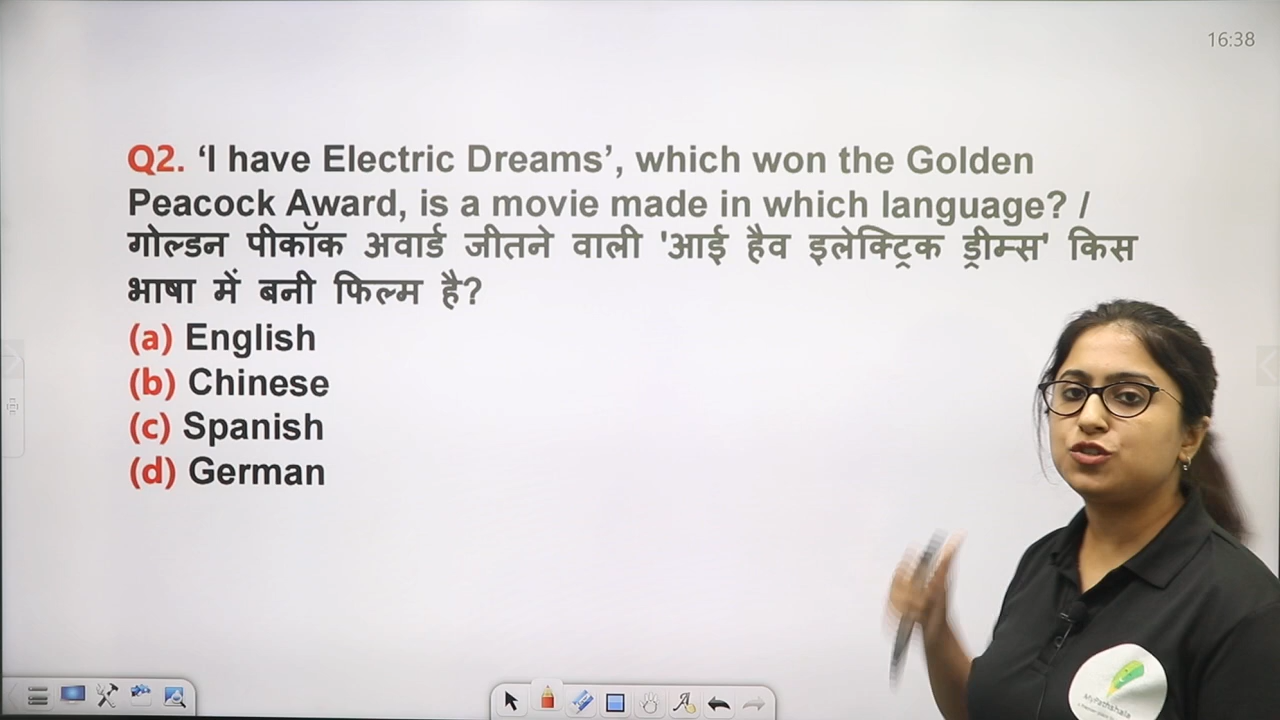 16:38
Q2. ‘I have Electric Dreams’, which won the Golden
Peacock Award, is a movie made in which language? /
गोल्डन पीकॉक अवार्ड जीतने वाली 'आई हैव इलेक्ट्रिक ड्रीम्स' किस
भाषा में बनी फिल्म है?
(a) English
(b) Chinese
(c) Spanish
(d) German
MyPathshala